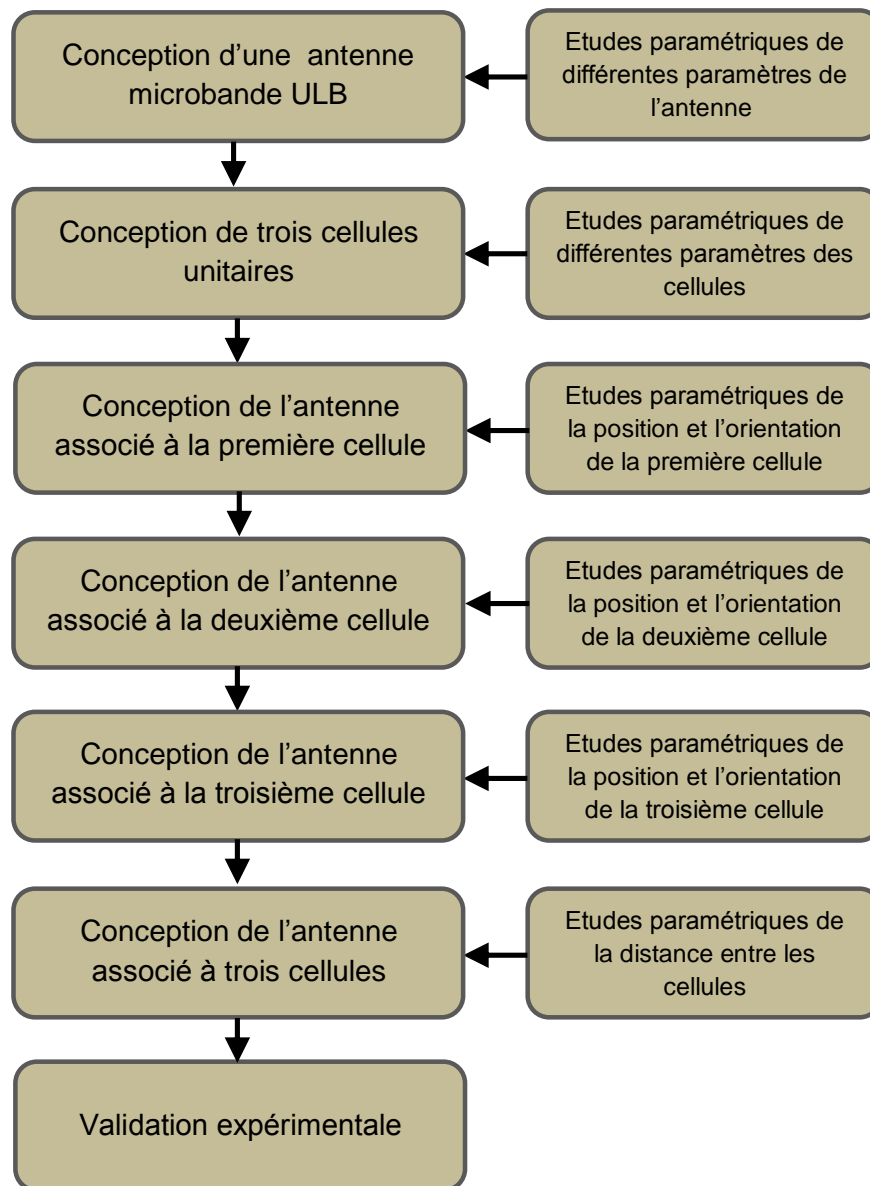 Conception d'une antenne
microbande ULB
Etudes paramétriques de
différentes paramètres de
l'antenne
Conception de trois cellules
unitaires
Etudes paramétriques de
différentes paramètres des
cellules
Conception de l'antenne
associé à la première cellule
Etudes paramétriques de
la position et l'orientation
de la première cellule
Conception de l'antenne
associé à la deuxième cellule
Etudes paramétriques de
la position et l'orientation
de la deuxième cellule
Conception de l'antenne
associé à la troisième cellule
Etudes paramétriques de
la position et l'orientation
de la troisième cellule
Conception de l'antenne
associé à trois cellules
Etudes paramétriques de
la distance entre les
cellules
Validation expérimentale